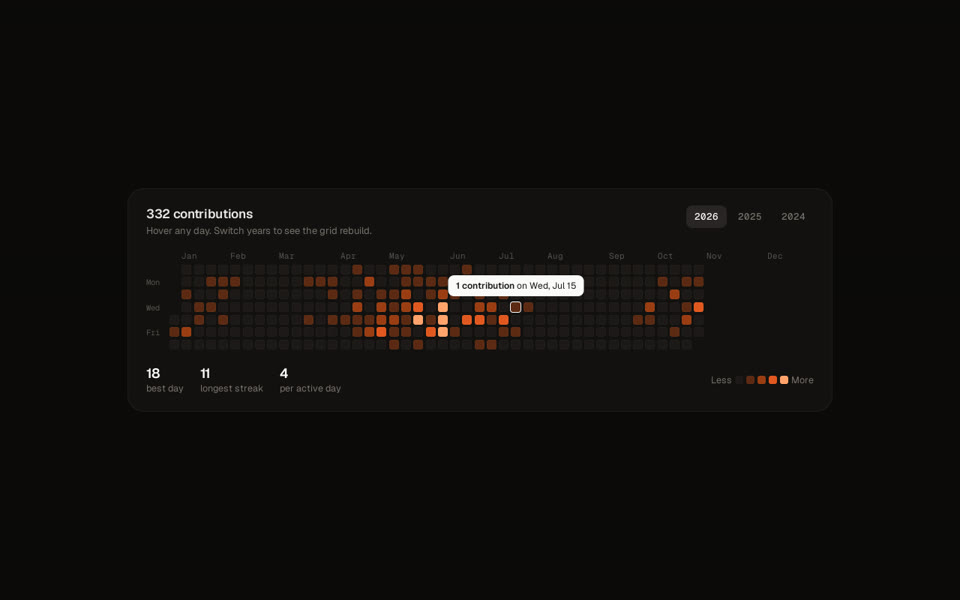 332 contributions
Hover any day. Switch years to see the grid rebuild.
2026 2025 2024
Jan Feb Mar Apr May Jun Jul Aug Sep Oct Nov Dec
Mon
1 contribution on Wed, Jul 15
Wed
Fri
18 11 4
best day longest streak per active day
Less More